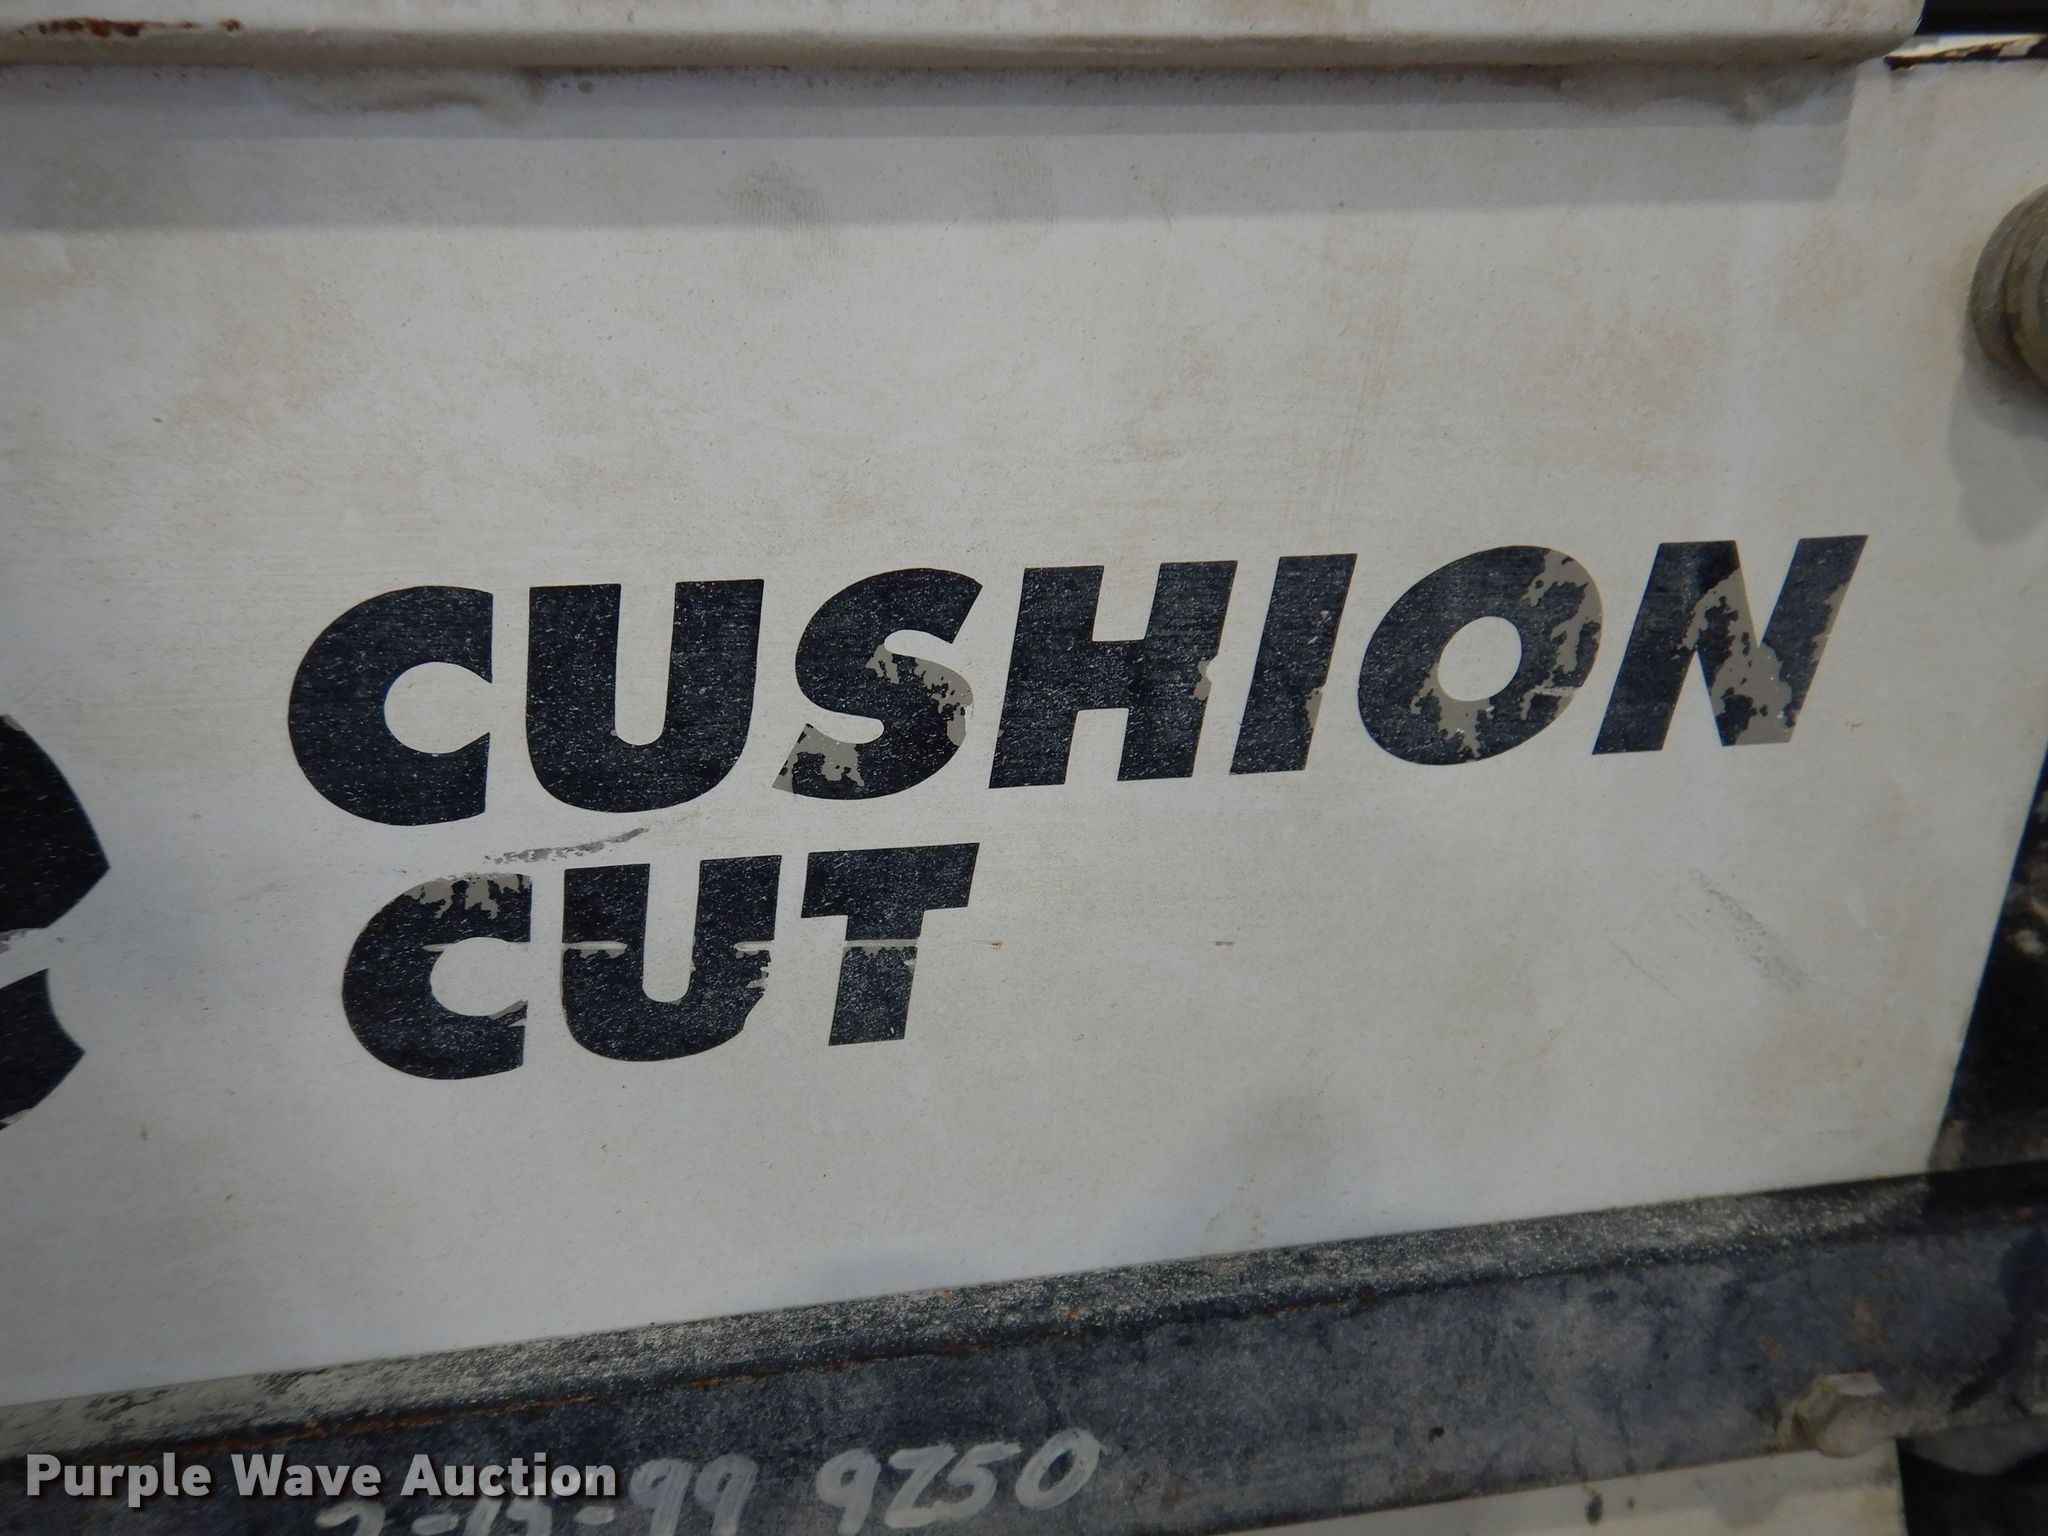 CUSHION
CUT
Purple Wave Auction
9250